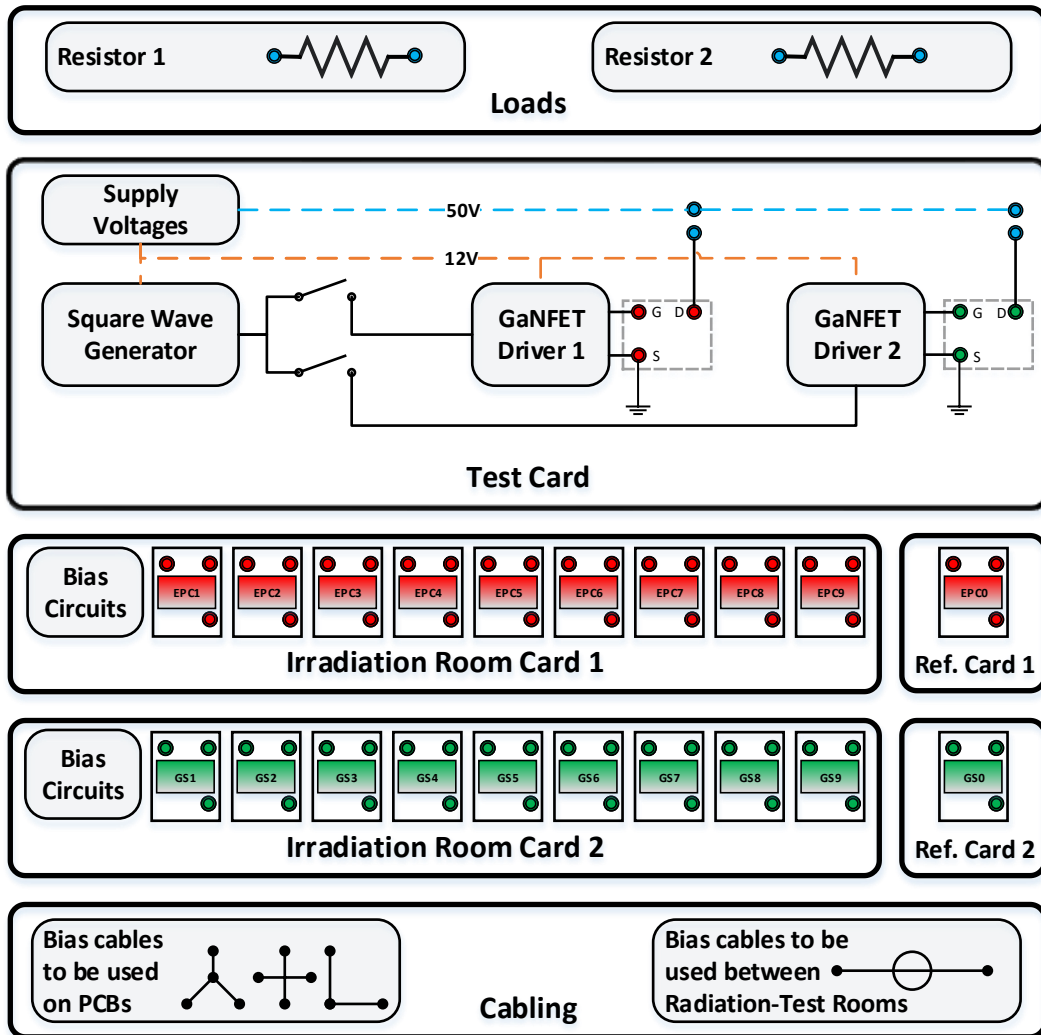 Resistor 1
Resistor 2
Loads
Supply
Voltages
50V
12V
Square Wave
Generator
GaNFET
Driver 1
G D
S
GaNFET
Driver 2
G D
S
Test Card
Bias
Circuits
EPC1 EPC2 EPC3 EPC4 EPC5 EPC6 EPC7 EPC8 EPC9
Irradiation Room Card 1
EPC0
Ref. Card 1
Bias
Circuits
GS1 GS2 GS3 GS4 GS5 GS6 GS7 GS8 GS9
Irradiation Room Card 2
GS0
Ref. Card 2
Bias cables
to be used
on PCBs
Cabling
Bias cables to be
used between
Radiation-Test Rooms